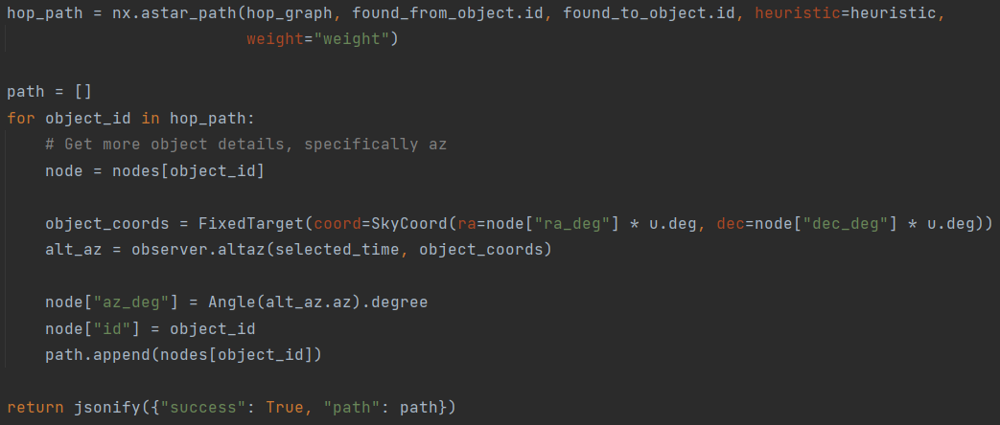 hop_path = nx.astar_path(hop_graph, found_from_object.id, found_to_object.id, heuristic=heuristic,
                         weight="weight")

path = []
for object_id in hop_path:
    # Get more object details, specifically az
    node = nodes[object_id]

    object_coords = FixedTarget(coord=SkyCoord(ra=node["ra_deg"] * u.deg, dec=node["dec_deg"] * u.deg))
    alt_az = observer.altaz(selected_time, object_coords)

    node["az_deg"] = Angle(alt_az.az).degree
    node["id"] = object_id
    path.append(nodes[object_id])

return jsonify({"success": True, "path": path})